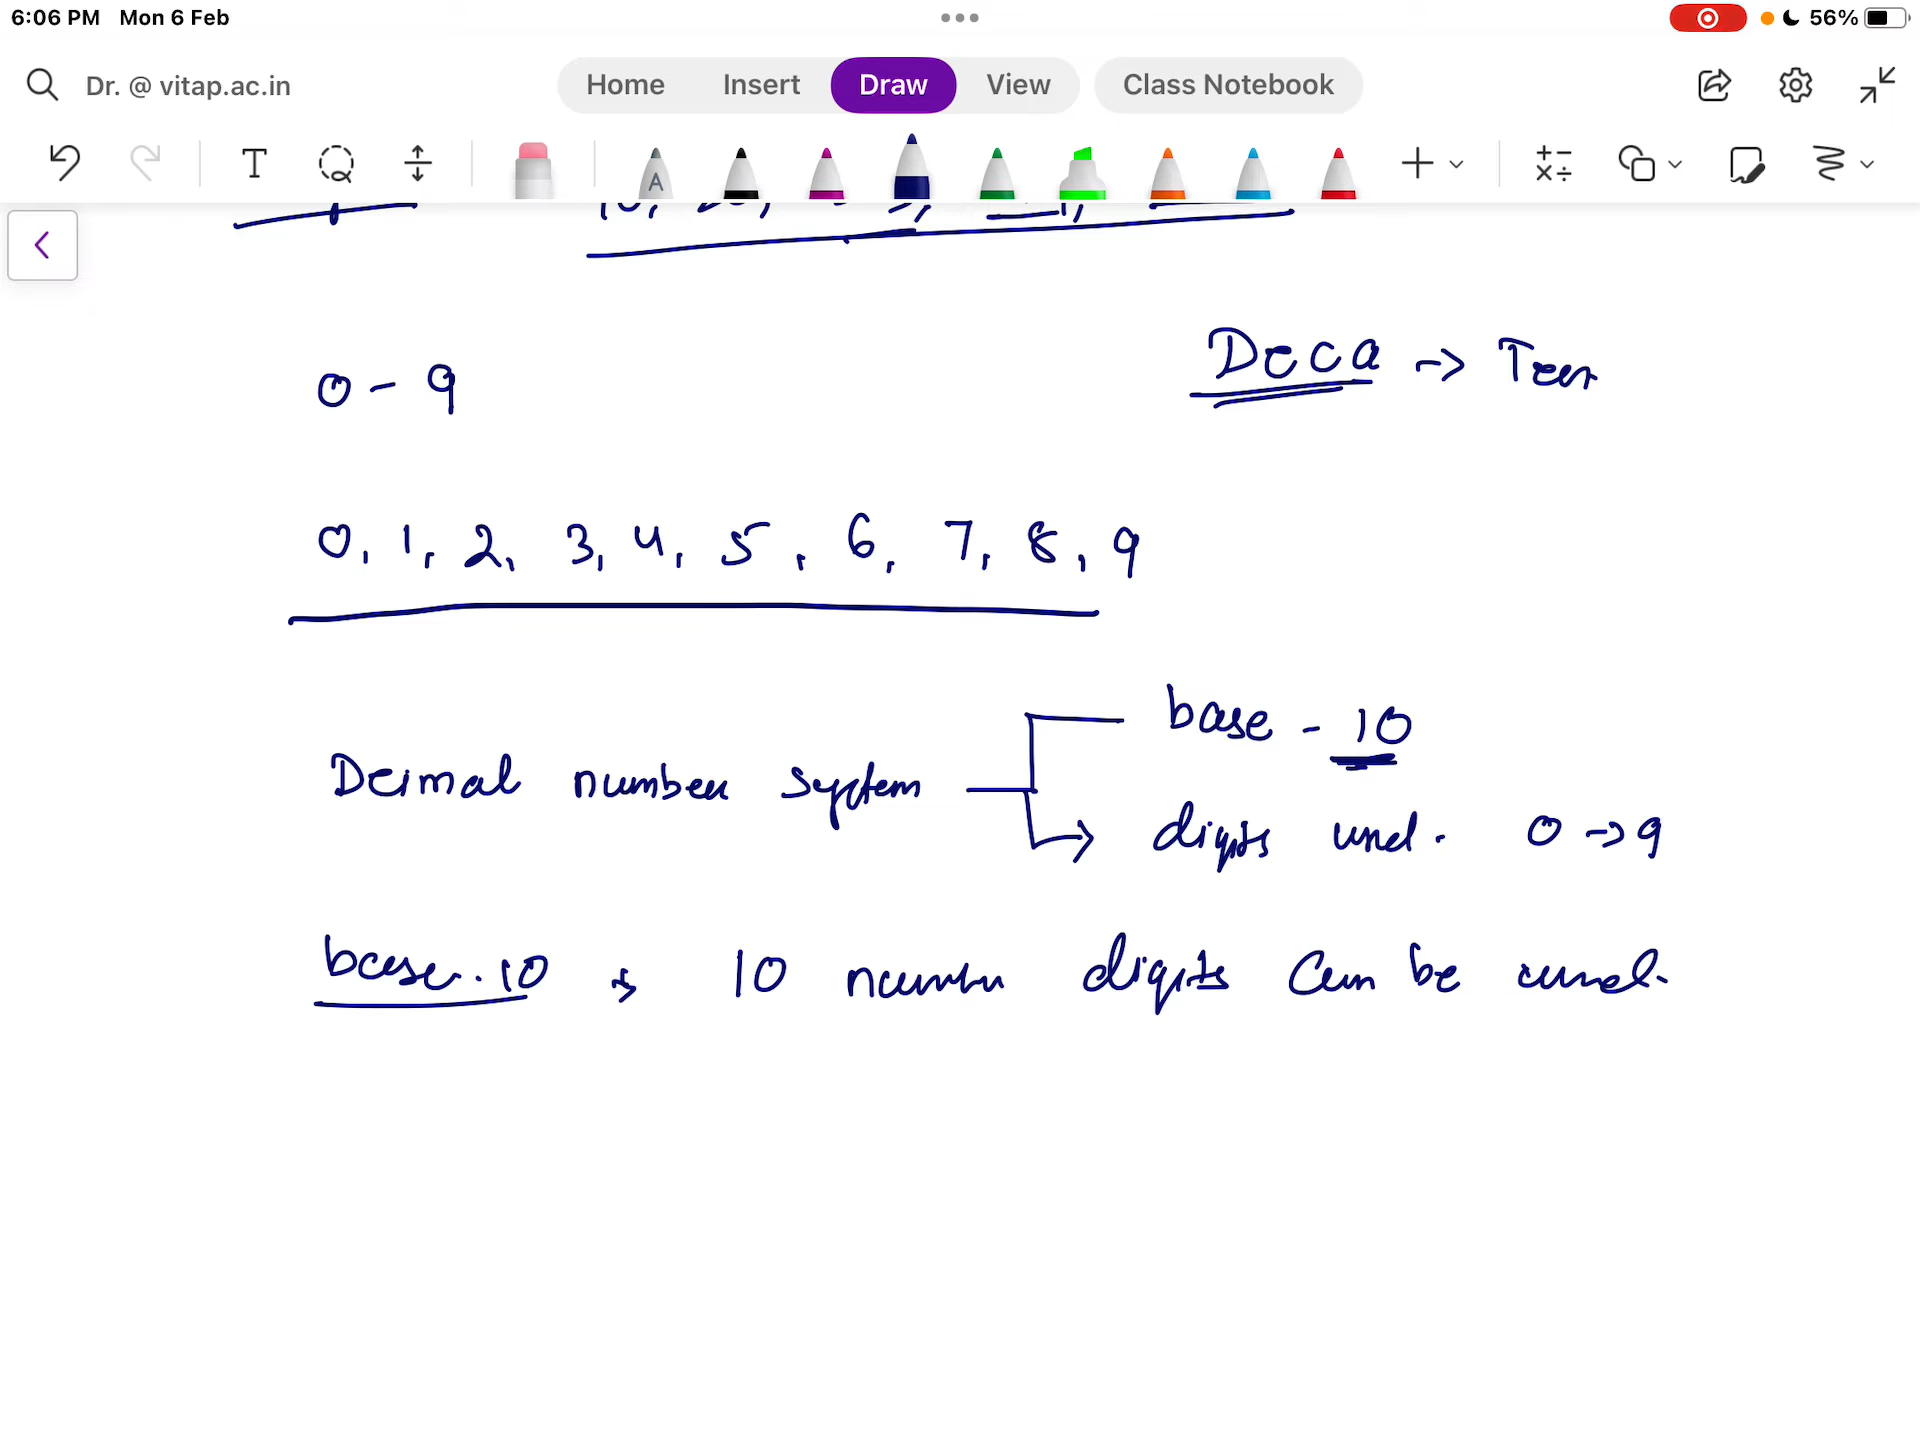 6:06 PM Mon 6 Feb 56%
Dr. @ vitap.ac.in Home Insert Draw View Class Notebook
T A
0 - 9
Deca -> Ten
0, 1, 2, 3, 4, 5, 6, 7, 8, 9
base - 10
Deimal number system
digits used. 0 -> 9
base.10 10 number digits can be used.